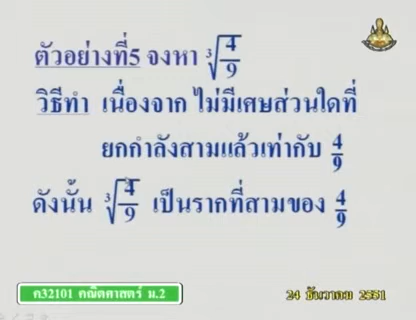 ตัวอย่างที่5 จงหา ∛(4/9)
วิธีทำ เนื่องจาก ไม่มีเศษส่วนใดที่
ยกกำลังสามแล้วเท่ากับ 4/9
ดังนั้น ∛(4/9) เป็นรากที่สามของ 4/9
ค32101 คณิตศาสตร์ ม.2
24 ธันวาคม 2551